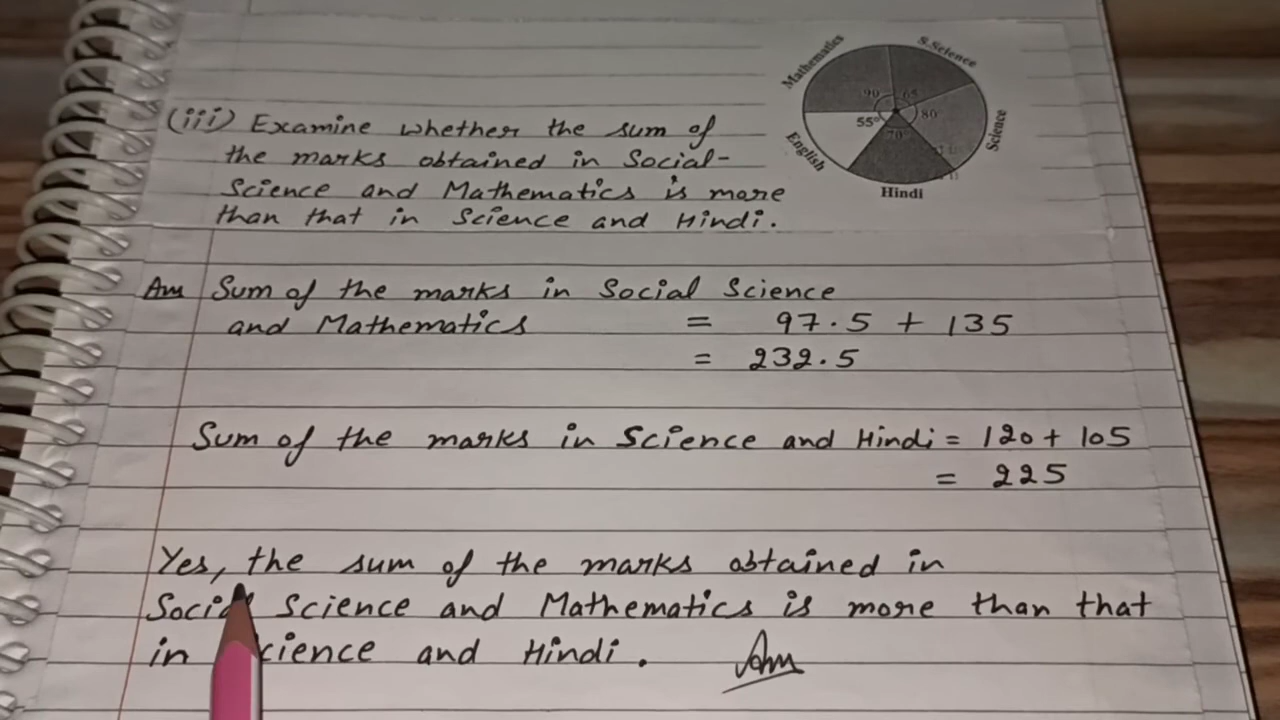 Mathematics
S.Science
90
65
80
55°
70
English
Science
Hindi
(iii) Examine whether the sum of
the marks obtained in Social-
Science and Mathematics is more
than that in Science and Hindi.
Ans Sum of the marks in Social Science
and Mathematics = 97.5 + 135
= 232.5
Sum of the marks in Science and Hindi = 120 + 105
= 225
Yes, the sum of the marks obtained in
Social Science and Mathematics is more than that
in Science and Hindi. Ans